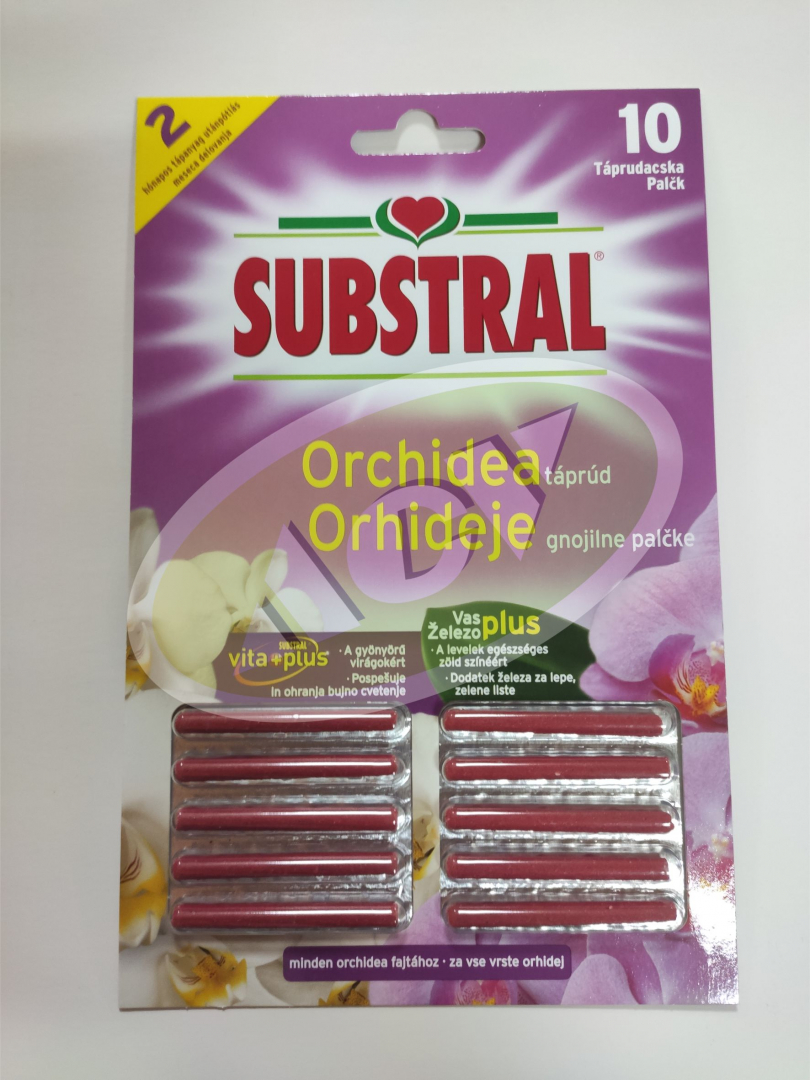 2
hónapos tápanyag utánpótlás
meseca delovanja
10
Táprudacska
Palčk
SUBSTRAL®
Orchidea táprúd
Orhideje gnojilne palčke
SUBSTRAL
vita+plus
· A gyönyörű
virágokért
· Pospešuje
in ohranja bujno cvetenje
Vas
Železo plus
· A levelek egészséges
zöld színéért
· Dodatek železa za lepe,
zelene liste
minden orchidea fajtához · za vse vrste orhidej